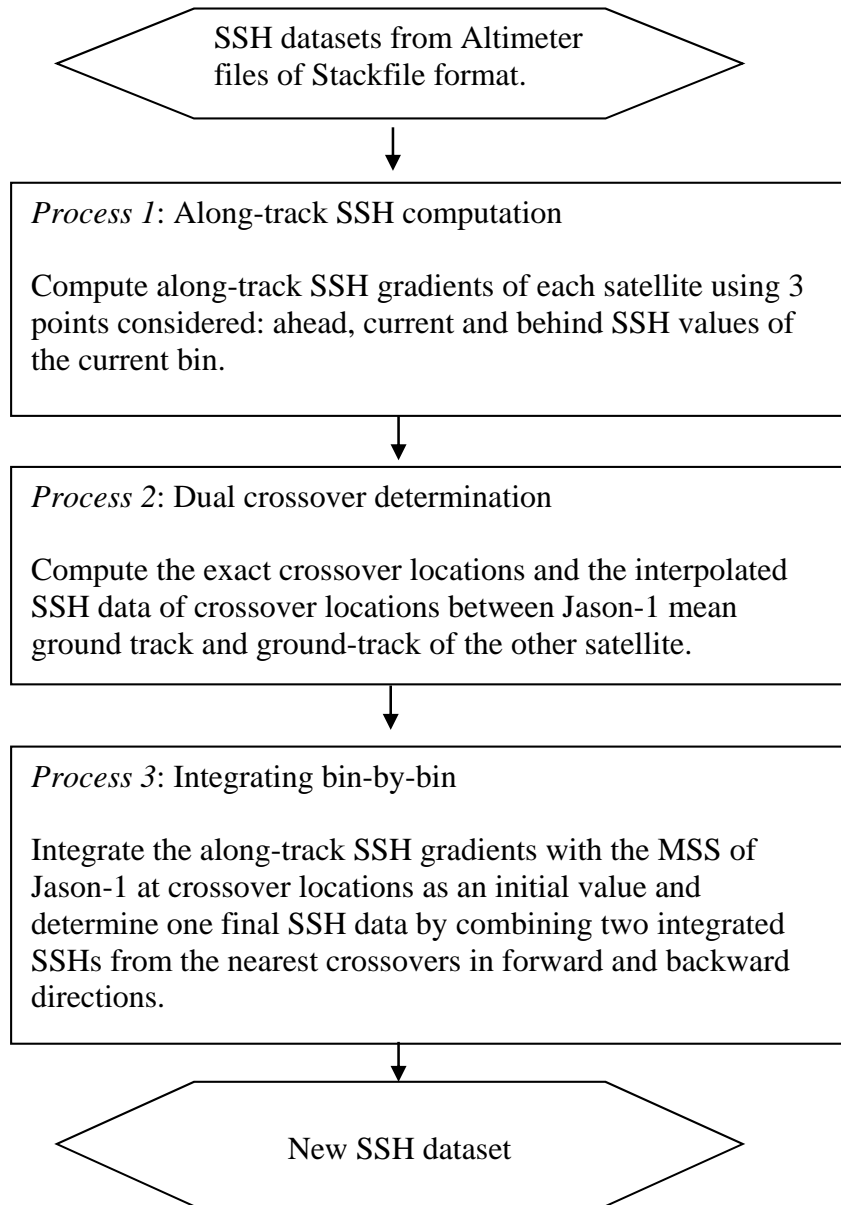 SSH datasets from Altimeter
files of Stackfile format.
Process 1: Along-track SSH computation
Compute along-track SSH gradients of each satellite using 3
points considered: ahead, current and behind SSH values of
the current bin.
Process 2: Dual crossover determination
Compute the exact crossover locations and the interpolated
SSH data of crossover locations between Jason-1 mean
ground track and ground-track of the other satellite.
Process 3: Integrating bin-by-bin
Integrate the along-track SSH gradients with the MSS of
Jason-1 at crossover locations as an initial value and
determine one final SSH data by combining two integrated
SSHs from the nearest crossovers in forward and backward
directions.
New SSH dataset